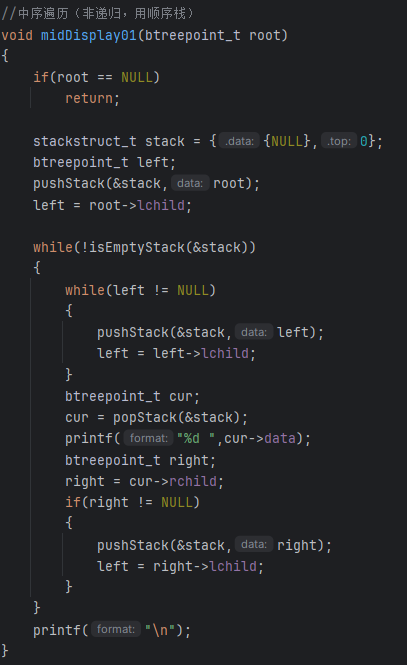 //中序遍历（非递归，用顺序栈）
void midDisplay01(btreepoint_t root)
{
    if(root == NULL)
        return;

    stackstruct_t stack = { .data: {NULL}, .top: 0};
    btreepoint_t left;
    pushStack(&stack, data: root);
    left = root->lchild;

    while(!isEmptyStack(&stack))
    {
        while(left != NULL)
        {
            pushStack(&stack, data: left);
            left = left->lchild;
        }
        btreepoint_t cur;
        cur = popStack(&stack);
        printf( format: "%d ",cur->data);
        btreepoint_t right;
        right = cur->rchild;
        if(right != NULL)
        {
            pushStack(&stack, data: right);
            left = right->lchild;
        }
    }
    printf( format: "\n");
}